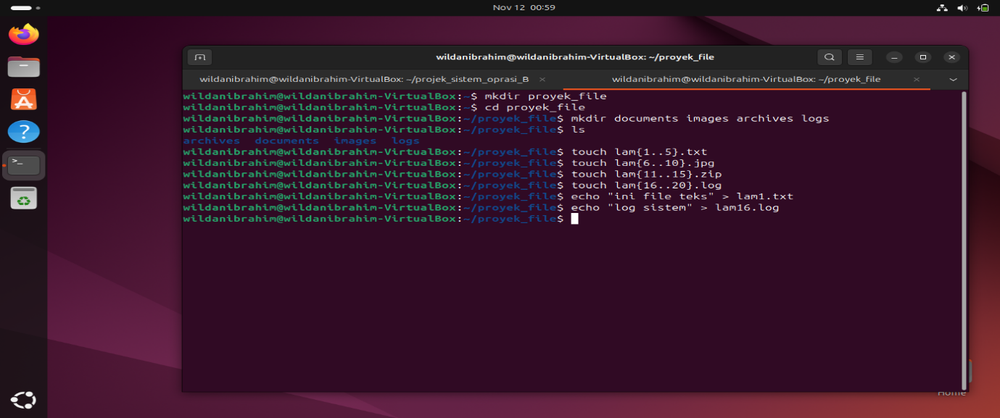 Nov 12 00:59
wildanibrahim@wildanibrahim-VirtualBox: ~/proyek_file
wildanibrahim@wildanibrahim-VirtualBox: ~/projek_sistem_oprasi_B
wildanibrahim@wildanibrahim-VirtualBox: ~/proyek_file
wildanibrahim@wildanibrahim-VirtualBox:~$ mkdir proyek_file
wildanibrahim@wildanibrahim-VirtualBox:~$ cd proyek_file
wildanibrahim@wildanibrahim-VirtualBox:~/proyek_file$ mkdir documents images archives logs
wildanibrahim@wildanibrahim-VirtualBox:~/proyek_file$ ls
archives documents images logs
wildanibrahim@wildanibrahim-VirtualBox:~/proyek_file$ touch lam{1..5}.txt
wildanibrahim@wildanibrahim-VirtualBox:~/proyek_file$ touch lam{6..10}.jpg
wildanibrahim@wildanibrahim-VirtualBox:~/proyek_file$ touch lam{11..15}.zip
wildanibrahim@wildanibrahim-VirtualBox:~/proyek_file$ touch lam{16..20}.log
wildanibrahim@wildanibrahim-VirtualBox:~/proyek_file$ echo "ini file teks" > lam1.txt
wildanibrahim@wildanibrahim-VirtualBox:~/proyek_file$ echo "log sistem" > lam16.log
wildanibrahim@wildanibrahim-VirtualBox:~/proyek_file$
Home